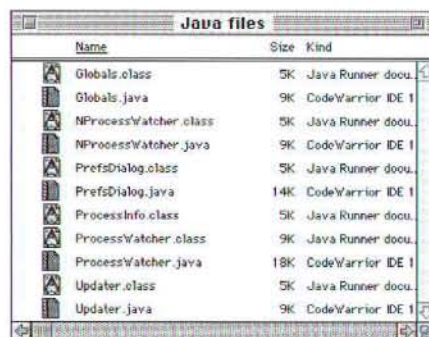 Java files
Name Size Kind
Globals.class 5K Java Runner docu..
Globals.java 9K CodeWarrior IDE 1
NProcessWatcher.class 5K Java Runner docu..
NProcessWatcher.java 9K CodeWarrior IDE 1
PrefsDialog.class 5K Java Runner docu..
PrefsDialog.java 14K CodeWarrior IDE 1
ProcessInfo.class 5K Java Runner docu..
ProcessWatcher.class 9K Java Runner docu..
ProcessWatcher.java 18K CodeWarrior IDE 1
Updater.class 5K Java Runner docu..
Updater.java 9K CodeWarrior IDE 1